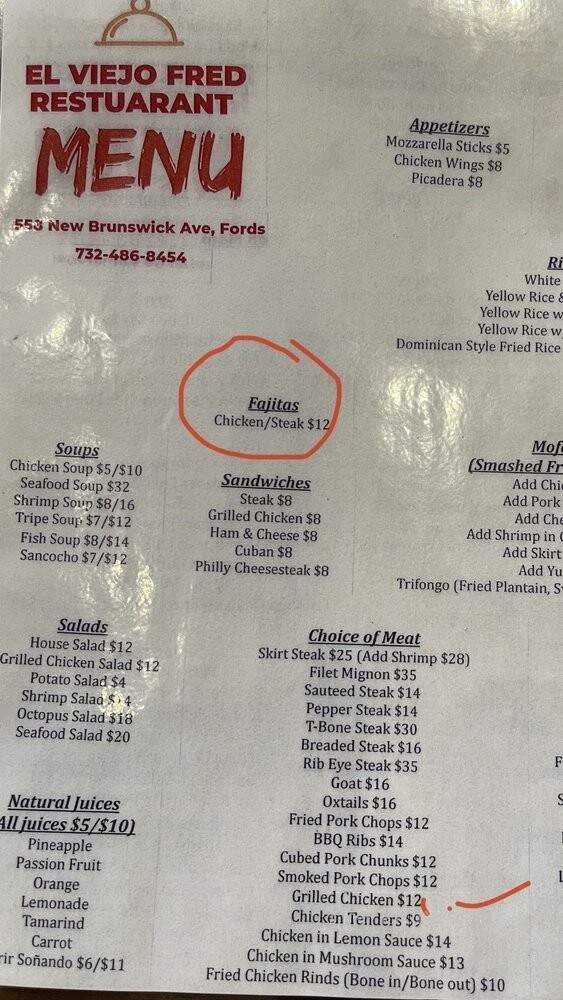 EL VIEJO FRED
RESTUARANT
MENU
553 New Brunswick Ave, Fords
732-486-8454
Appetizers
Mozzarella Sticks $5
Chicken Wings $8
Picadera $8
White
Yellow Rice &
Yellow Rice w
Yellow Rice w
Dominican Style Fried Rice
Fajitas
Chicken/Steak $12
Soups
Chicken Soup $5/$10
Seafood Soup $32
Shrimp Soup $8/16
Tripe Soup $7/$12
Fish Soup $8/$14
Sancocho $7/$12
Sandwiches
Steak $8
Grilled Chicken $8
Ham & Cheese $8
Cuban $8
Philly Cheesesteak $8
(Smashed Fr
Add Chi
Add Pork
Add Che
Add Shrimp in
Add Skirt
Add Yu
Trifongo (Fried Plantain,
Salads
House Salad $12
Grilled Chicken Salad $12
Potato Salad $4
Shrimp Salad
Octopus Salad $18
Seafood Salad $20
Choice of Meat
Skirt Steak $25 (Add Shrimp $28)
Filet Mignon $35
Sauteed Steak $14
Pepper Steak $14
T-Bone Steak $30
Breaded Steak $16
Rib Eye Steak $35
Goat $16
Oxtails $16
Fried Pork Chops $12
BBQ Ribs $14
Cubed Pork Chunks $12
Smoked Pork Chops $12
Grilled Chicken $12
Chicken Tenders $9
Chicken in Lemon Sauce $14
Chicken in Mushroom Sauce $13
Fried Chicken Rinds (Bone in/Bone out) $10
Natural Juices
All juices $5/$10)
Pineapple
Passion Fruit
Orange
Lemonade
Tamarind
Carrot
rir Soñando $6/$11